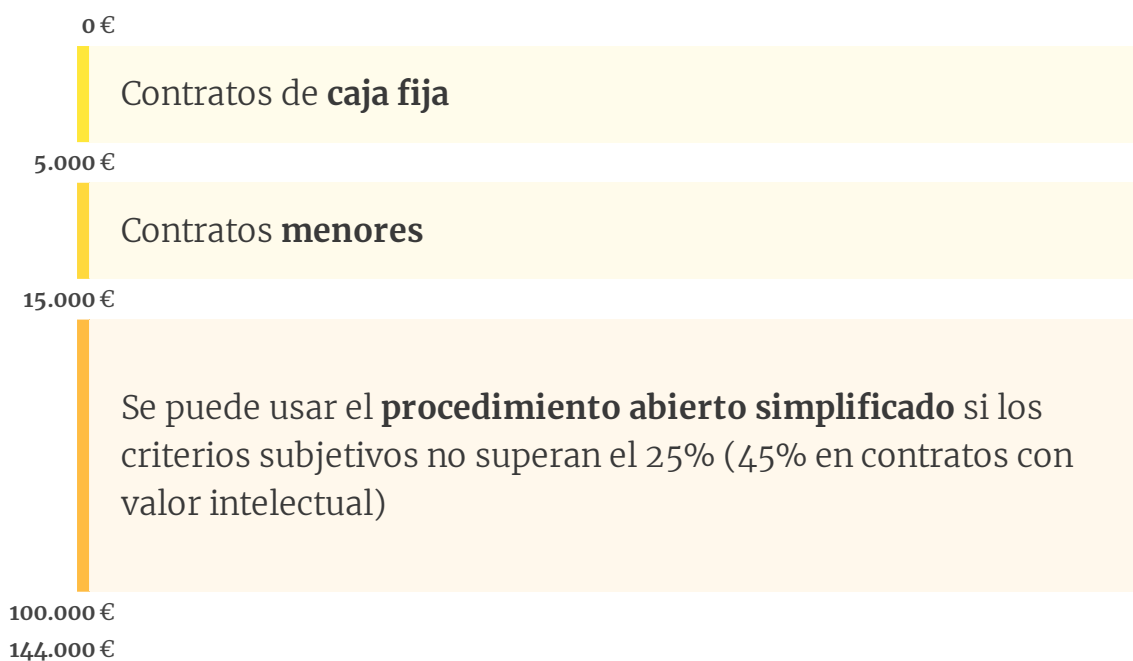 0 €
Contratos de caja fija
5.000 €
Contratos menores
15.000 €
Se puede usar el procedimiento abierto simplificado si los
criterios subjetivos no superan el 25% (45% en contratos con
valor intelectual)
100.000 €
144.000 €